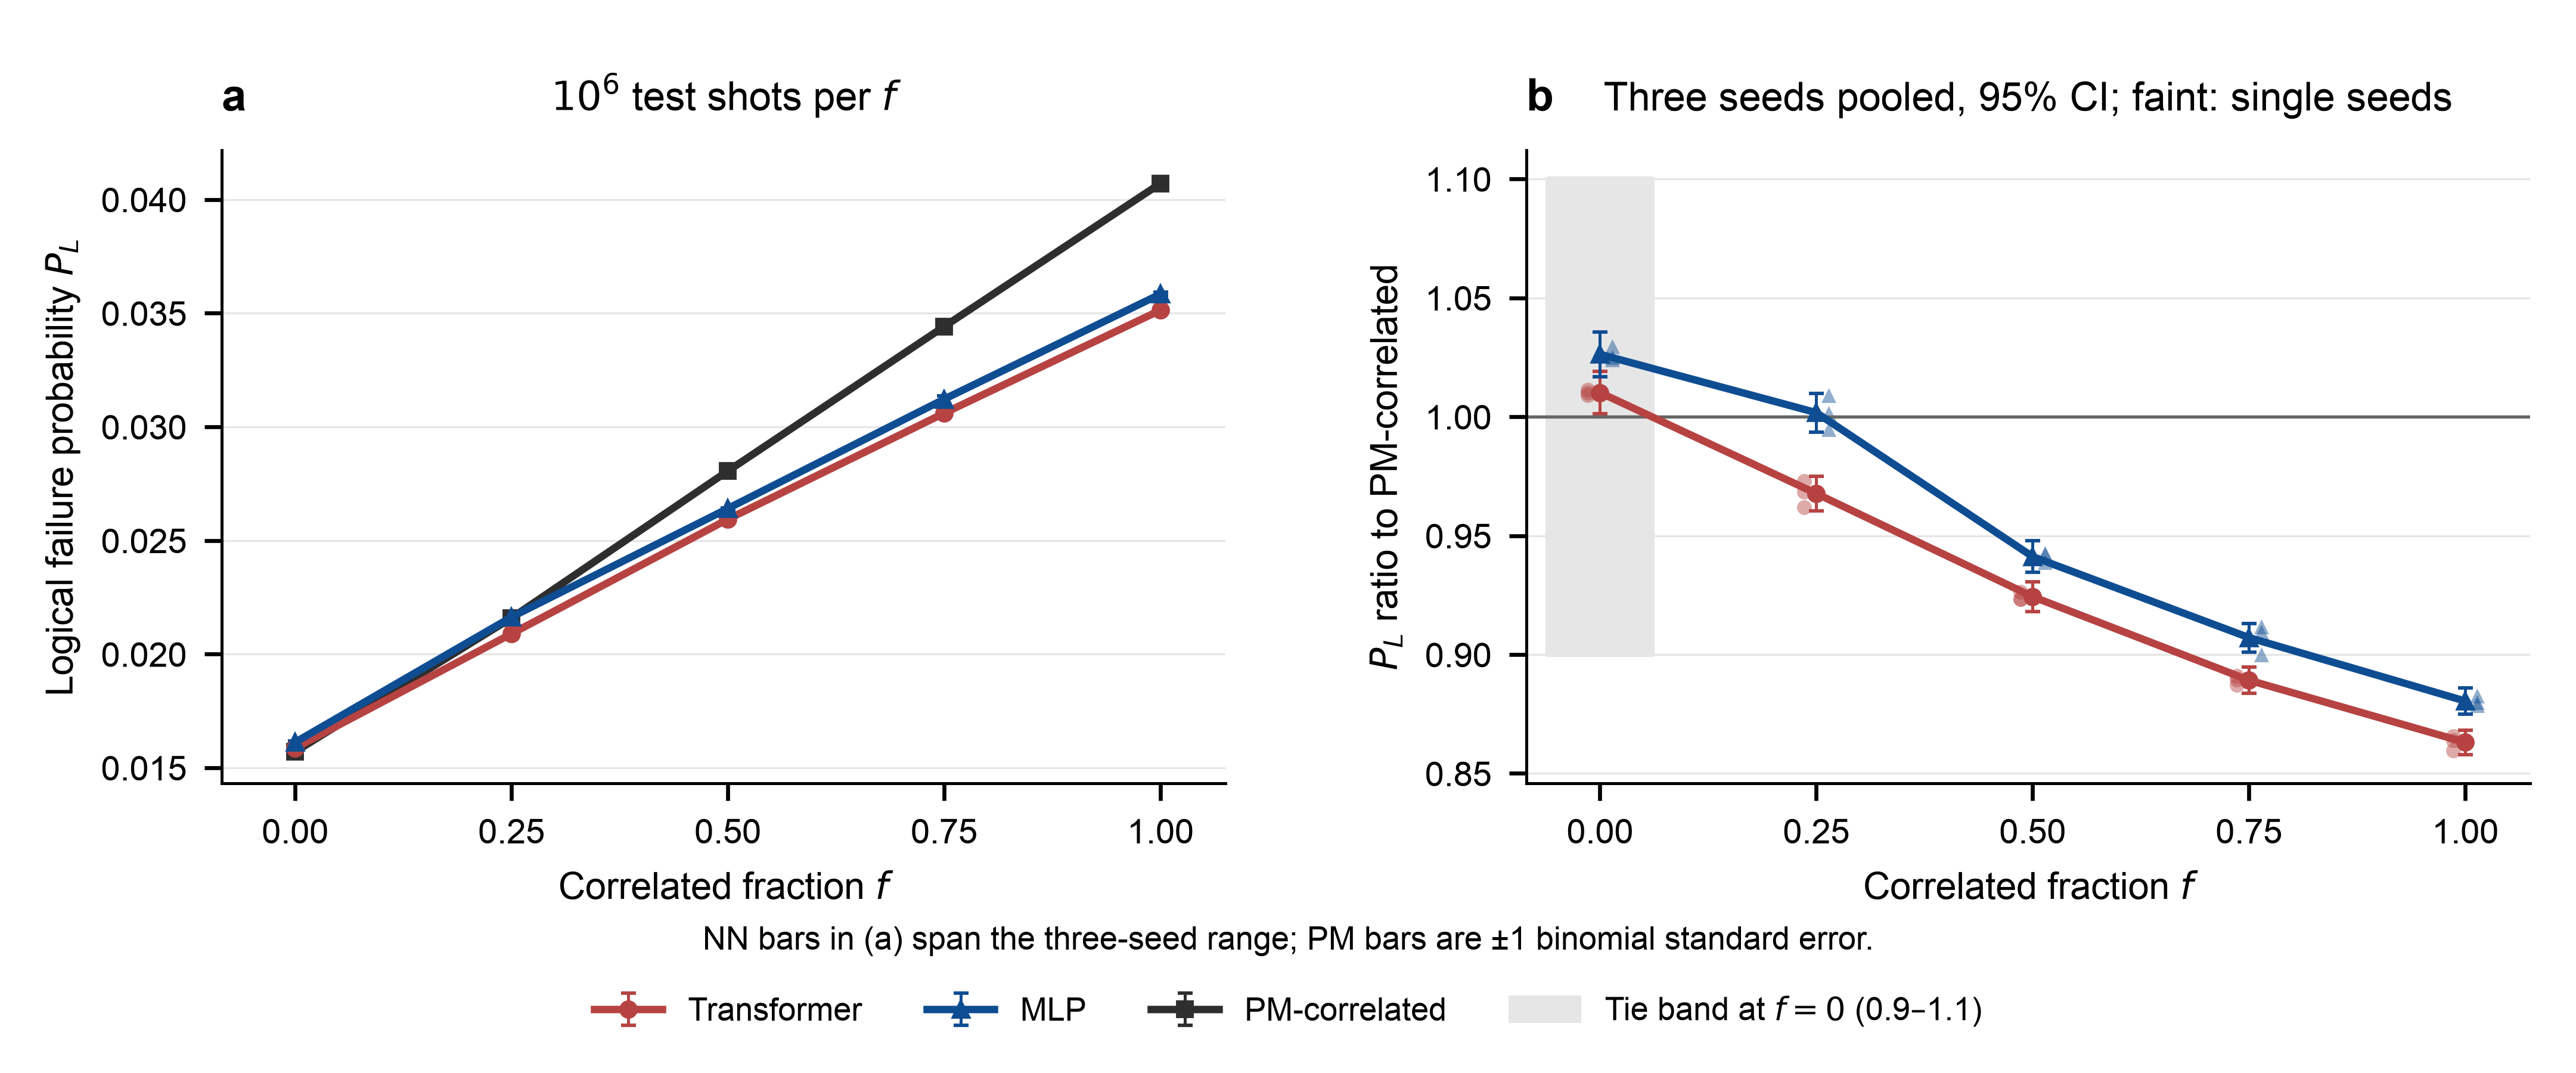 a
10⁶ test shots per f
Logical failure probability P_L
0.040
0.035
0.030
0.025
0.020
0.015
0.00 0.25 0.50 0.75 1.00
Correlated fraction f
b
Three seeds pooled, 95% CI; faint: single seeds
P_L ratio to PM-correlated
1.10
1.05
1.00
0.95
0.90
0.85
0.00 0.25 0.50 0.75 1.00
Correlated fraction f
NN bars in (a) span the three-seed range; PM bars are ±1 binomial standard error.
Transformer MLP PM-correlated Tie band at f = 0 (0.9–1.1)